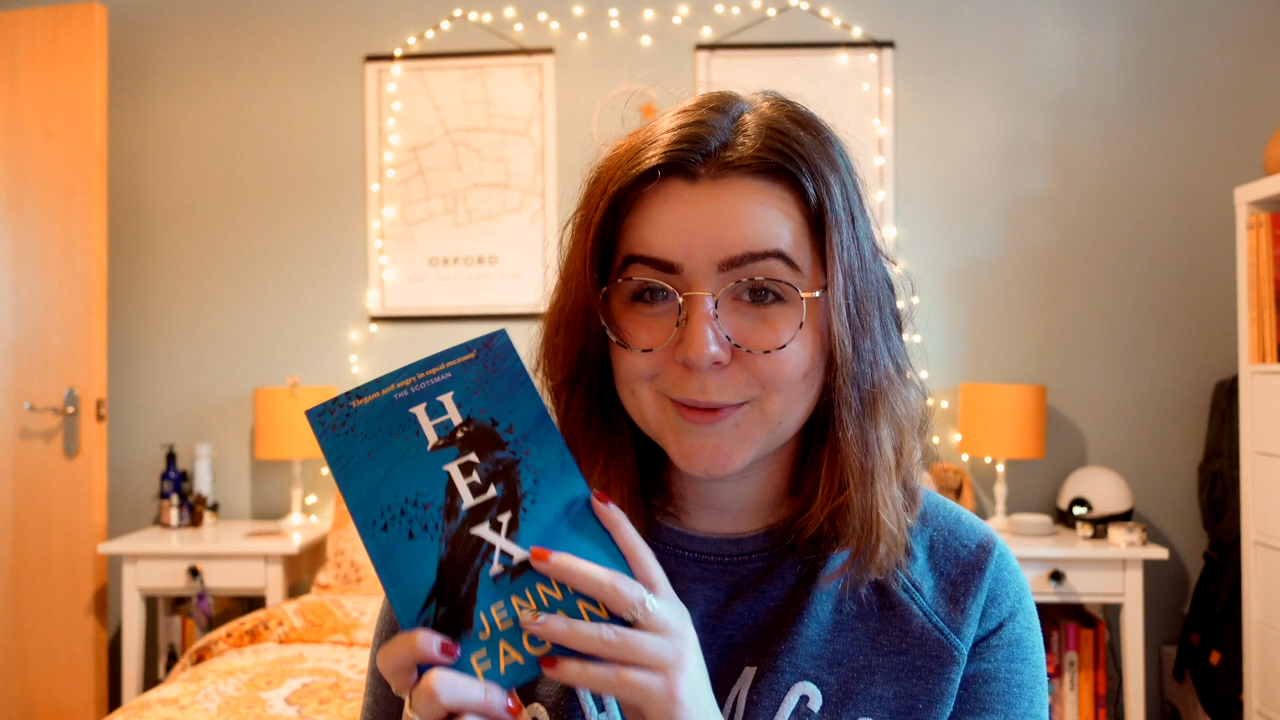 OXFORD
"Elegant and angry in equal measure"
THE SCOTSMAN
HEX
JENNI
FAGAN